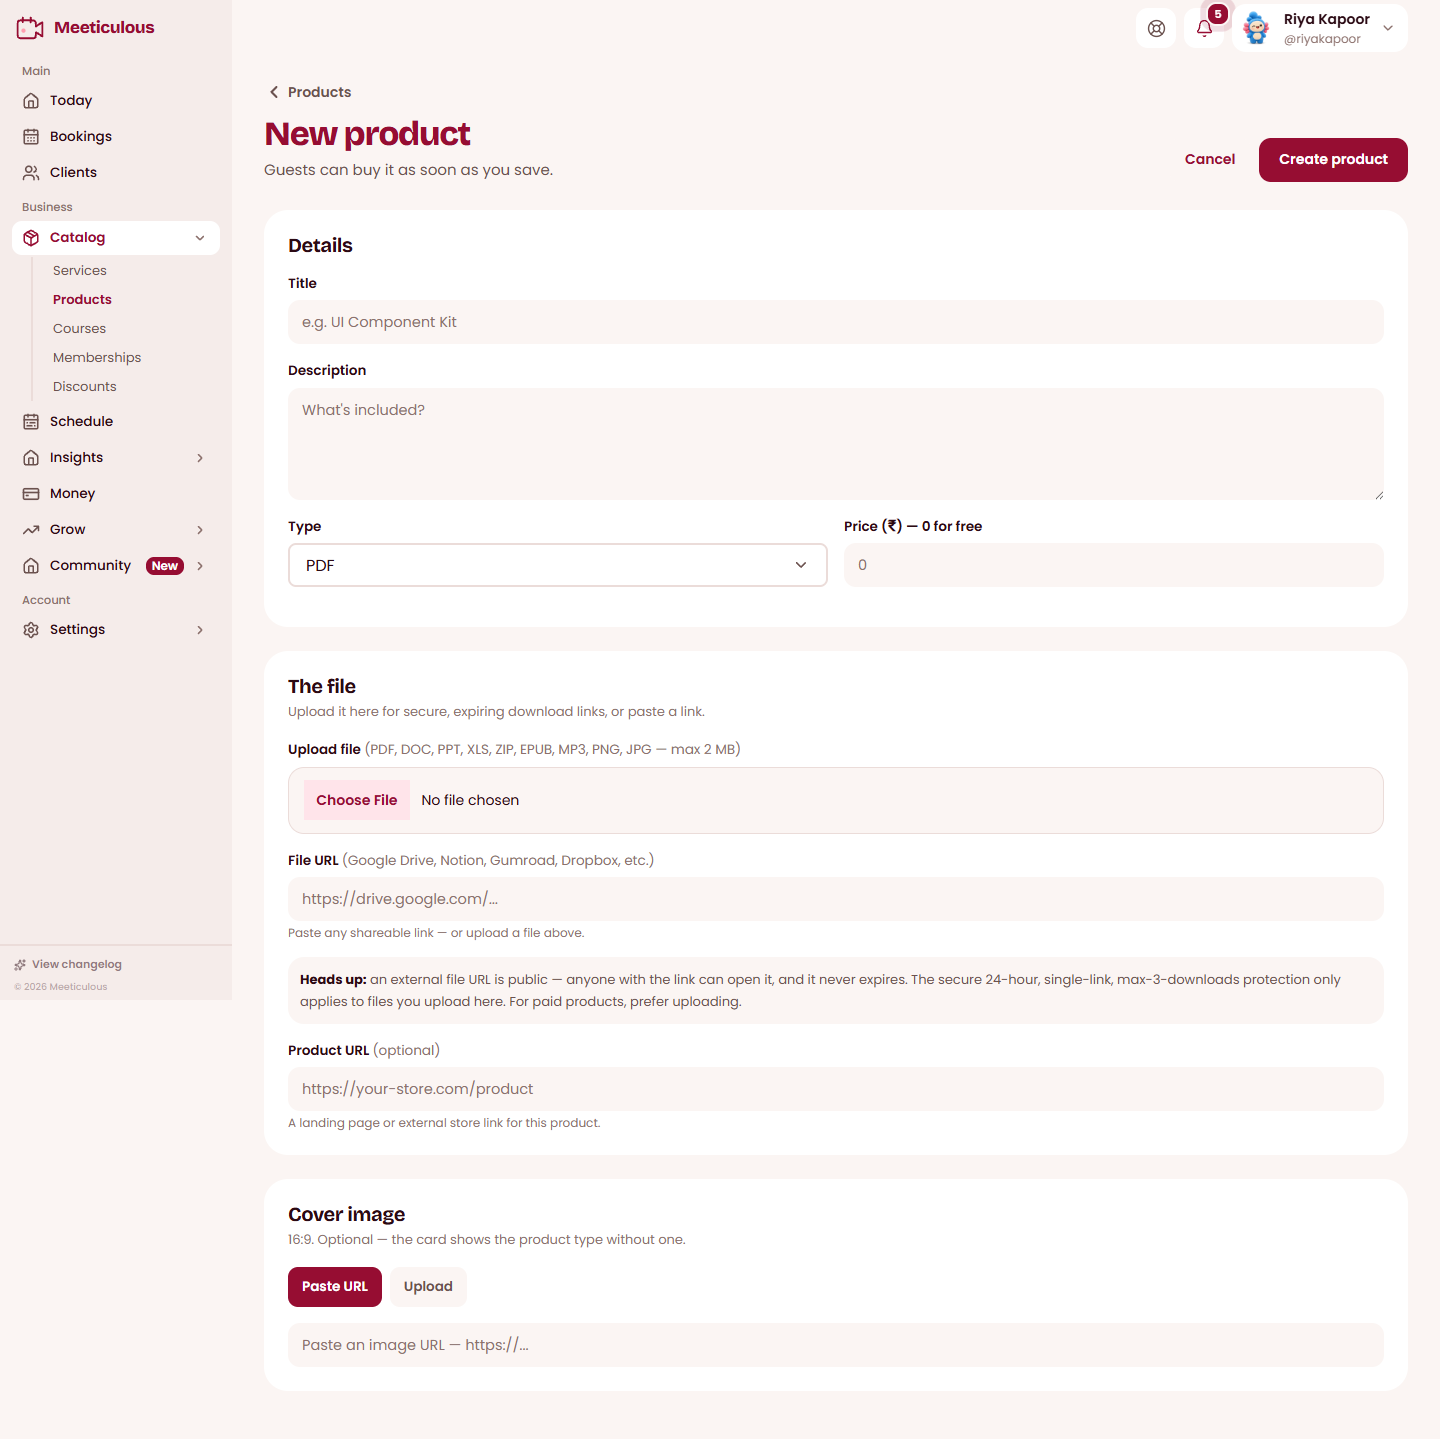 Meeticulous
Main
Today
Bookings
Clients
Business
Catalog
Services
Products
Courses
Memberships
Discounts
Schedule
Insights
Money
Grow
Community New
Account
Settings
View changelog
© 2026 Meeticulous
5
Riya Kapoor
@riyakapoor
Products
New product
Guests can buy it as soon as you save.
Cancel
Create product
Details
Title
e.g. UI Component Kit
Description
What's included?
Type
PDF
Price (₹) — 0 for free
0
The file
Upload it here for secure, expiring download links, or paste a link.
Upload file (PDF, DOC, PPT, XLS, ZIP, EPUB, MP3, PNG, JPG — max 2 MB)
Choose File No file chosen
File URL (Google Drive, Notion, Gumroad, Dropbox, etc.)
https://drive.google.com/...
Paste any shareable link — or upload a file above.
Heads up: an external file URL is public — anyone with the link can open it, and it never expires. The secure 24-hour, single-link, max-3-downloads protection only
applies to files you upload here. For paid products, prefer uploading.
Product URL (optional)
https://your-store.com/product
A landing page or external store link for this product.
Cover image
16:9. Optional — the card shows the product type without one.
Paste URL Upload
Paste an image URL — https://...